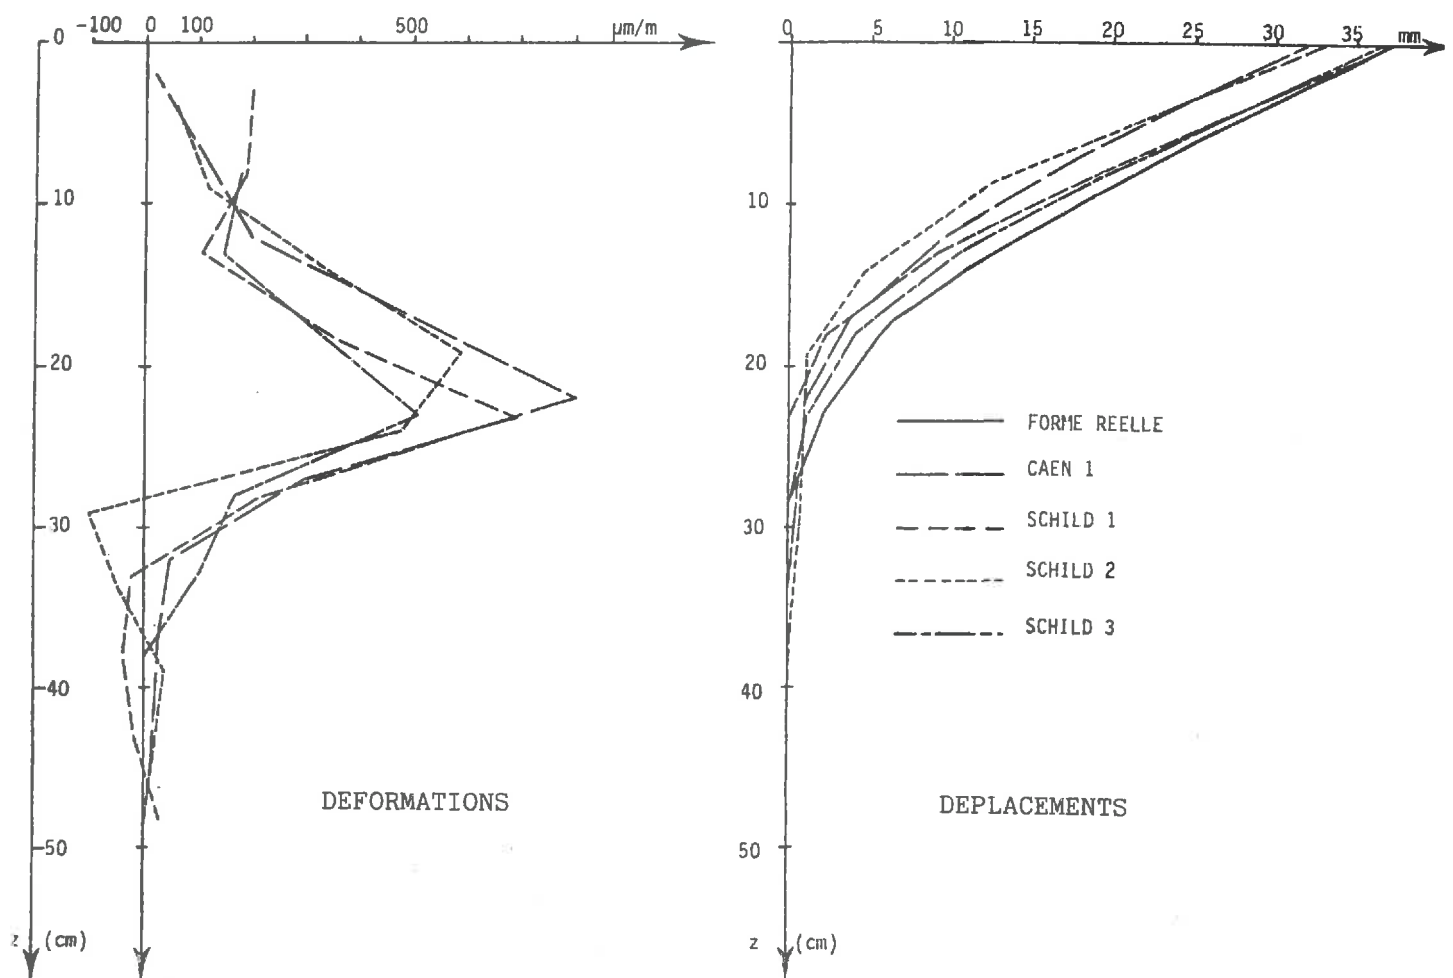 -100 0 100 500 µm/m
0
10
20
30
40
50
z (cm)
DEFORMATIONS
0 5 10 15 20 25 30 35 mm
10
20
30
40
50
z (cm)
FORME REELLE
CAEN 1
SCHILD 1
SCHILD 2
SCHILD 3
DEPLACEMENTS